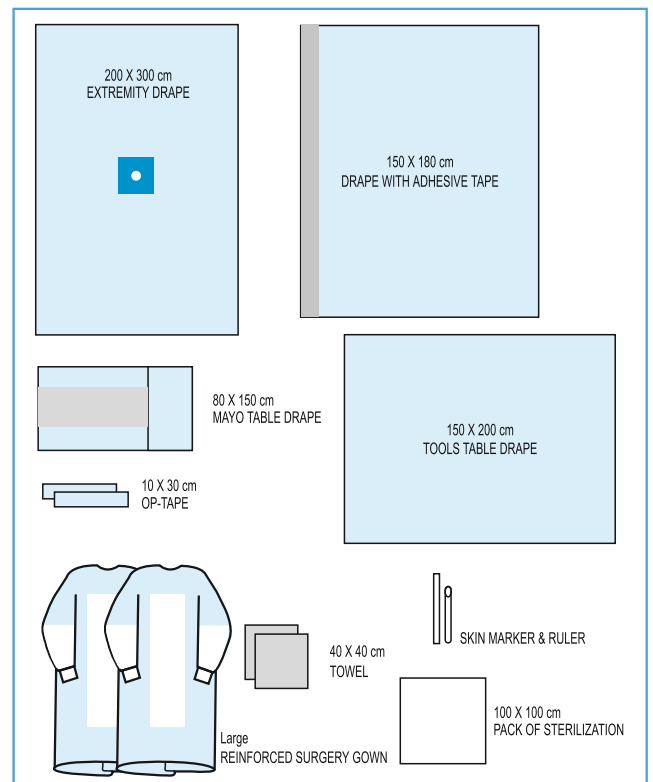 200 X 300 cm
EXTREMITY DRAPE
150 X 180 cm
DRAPE WITH ADHESIVE TAPE
80 X 150 cm
MAYO TABLE DRAPE
150 X 200 cm
TOOLS TABLE DRAPE
10 X 30 cm
OP-TAPE
SKIN MARKER & RULER
40 X 40 cm
TOWEL
100 X 100 cm
PACK OF STERILIZATION
Large
REINFORCED SURGERY GOWN